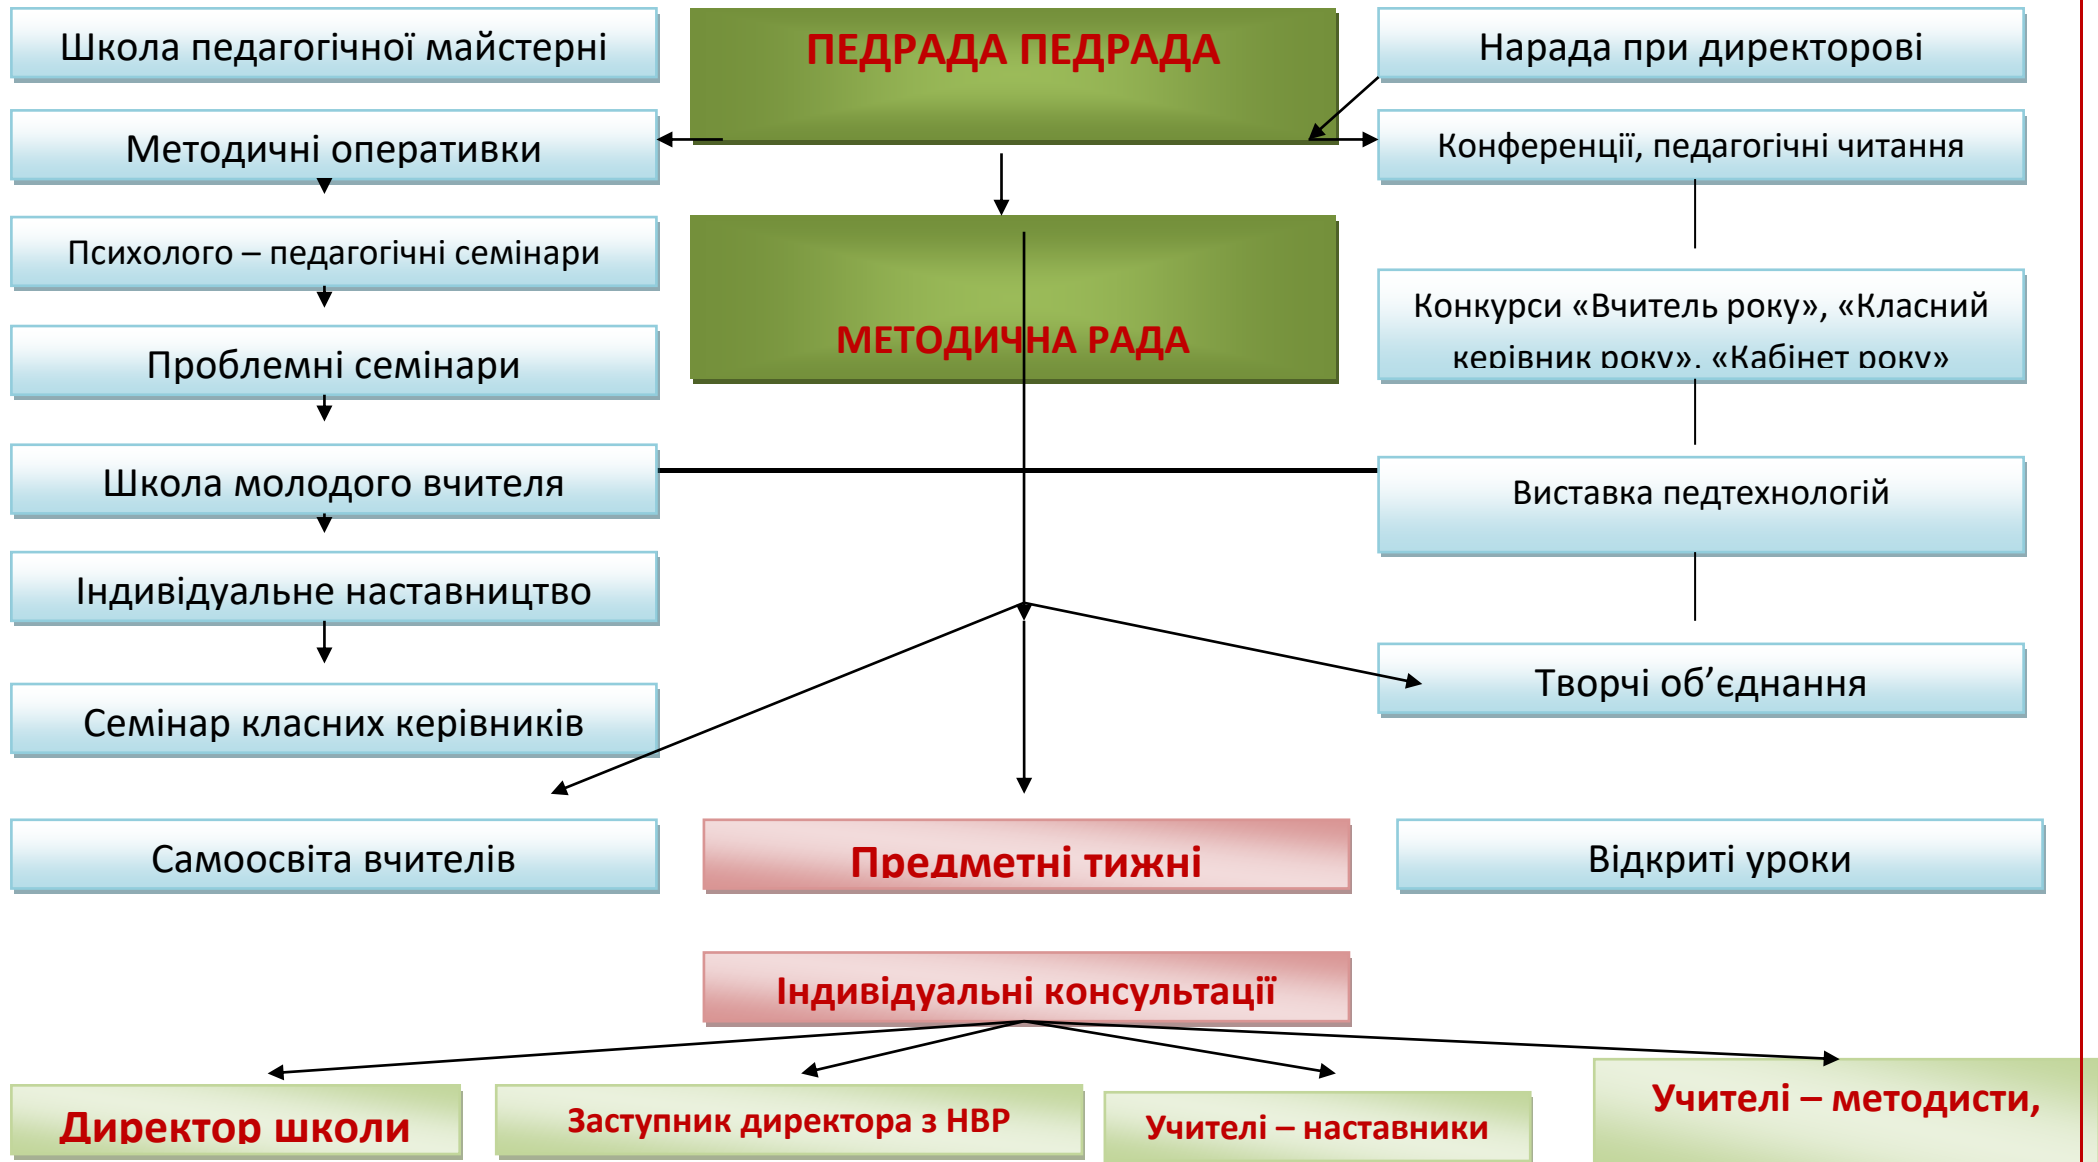 Школа педагогічної майстерні
ПЕДРАДА ПЕДРАДА
Нарада при директорові
Методичні оперативки
Конференції, педагогічні читання
Психолого – педагогічні семінари
МЕТОДИЧНА РАДА
Конкурси «Вчитель року», «Класний
керівник року». «Кабінет року»
Проблемні семінари
Школа молодого вчителя
Виставка педтехнологій
Індивідуальне наставництво
Творчі об’єднання
Семінар класних керівників
Самоосвіта вчителів
Предметні тижні
Відкриті уроки
Індивідуальні консультації
Директор школи
Заступник директора з НВР
Учителі – наставники
Учителі – методисти,